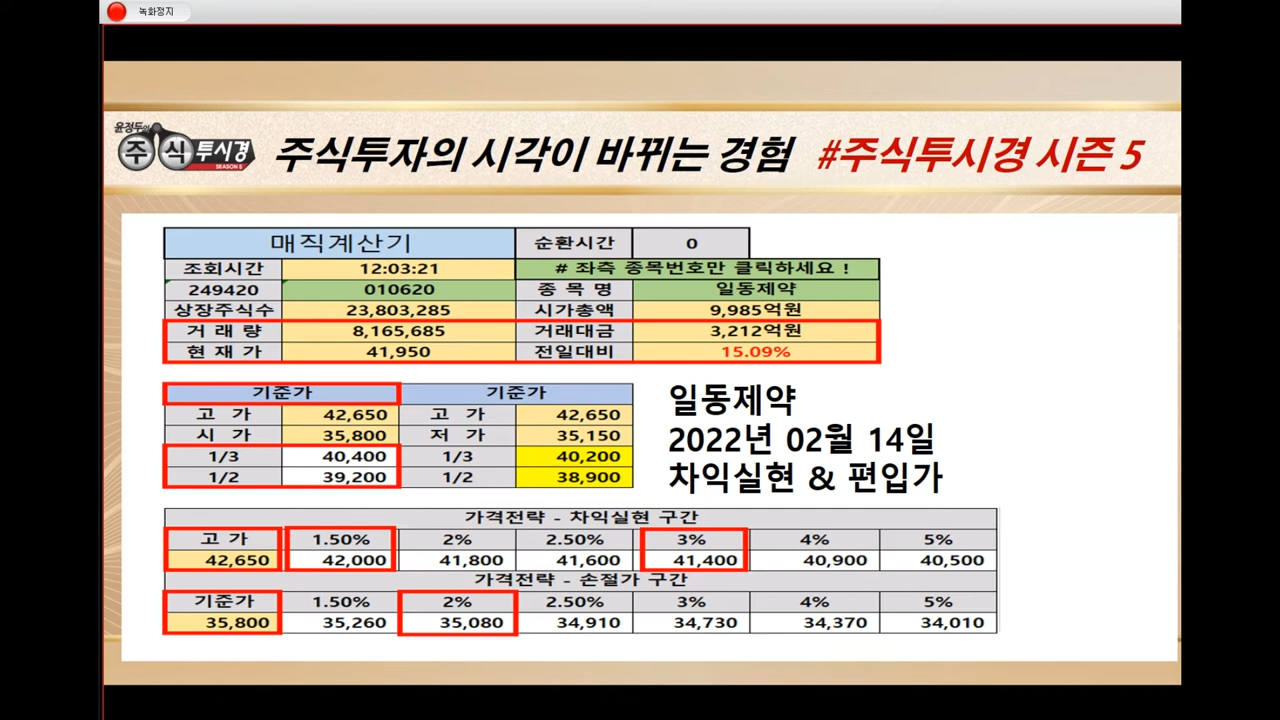 녹화정지
윤정두의
주식투시경
SEASON 5
주식투자의 시각이 바뀌는 경험 #주식투시경 시즌 5
매직계산기 순환시간 0
조회시간 12:03:21 # 좌측 종목번호만 클릭하세요 !
249420 010620 종 목 명 일동제약
상장주식수 23,803,285 시가총액 9,985억원
거 래 량 8,165,685 거래대금 3,212억원
현 재 가 41,950 전일대비 15.09%
기준가 기준가
고 가 42,650 고 가 42,650
시 가 35,800 저 가 35,150
1/3 40,400 1/3 40,200
1/2 39,200 1/2 38,900
일동제약
2022년 02월 14일
차익실현 & 편입가
가격전략 - 차익실현 구간
고 가 1.50% 2% 2.50% 3% 4% 5%
42,650 42,000 41,800 41,600 41,400 40,900 40,500
가격전략 - 손절가 구간
기준가 1.50% 2% 2.50% 3% 4% 5%
35,800 35,260 35,080 34,910 34,730 34,370 34,010